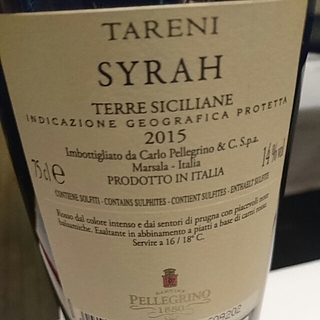 TARENI
SYRAH
TERRE SICILIANE
INDICAZIONE GEOGRAFICA PROTETTA
2015
Imbottigliato da Carlo Pellegrino & C. S.p.a.
Marsala - Italia
75 cl e
14% vol
PRODOTTO IN ITALIA
CONTIENE SOLFITI - CONTAINS SULPHITES - CONTIENT SULFITES - ENTHAELT SULFITE
Rosso dal colore intenso e dai sentori di prugna con piacevoli note
balsamiche. Esaltante in abbinamento a piatti a base di carni rosse.
Servire a 16 / 18° C.
PELLEGRINO
1880